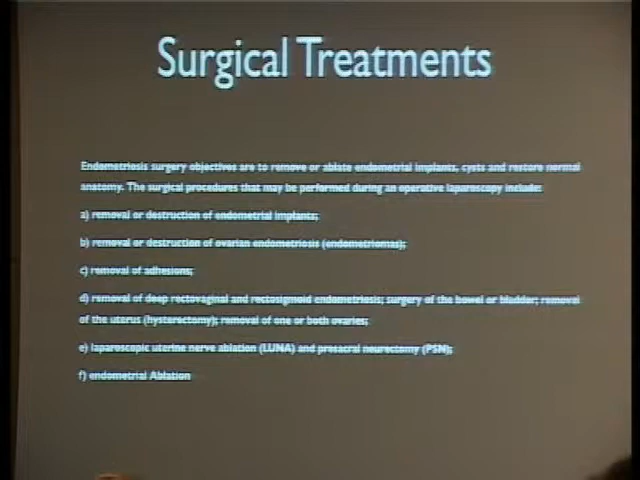 Surgical Treatments
Endometriosis surgery objectives are to remove or ablate endometrial implants, cysts and restore normal
anatomy. The surgical procedures that may be performed during an operative laparoscopy include:
a) removal or destruction of endometrial implants;
b) removal or destruction of ovarian endometriosis (endometriomas);
c) removal of adhesions;
d) removal of deep rectovaginal and rectosigmoid endometriosis; surgery of the bowel or bladder; removal
of the uterus (hysterectomy); removal of one or both ovaries;
e) laparoscopic uterine nerve ablation (LUNA) and presacral neurectomy (PSN);
f) endometrial Ablation